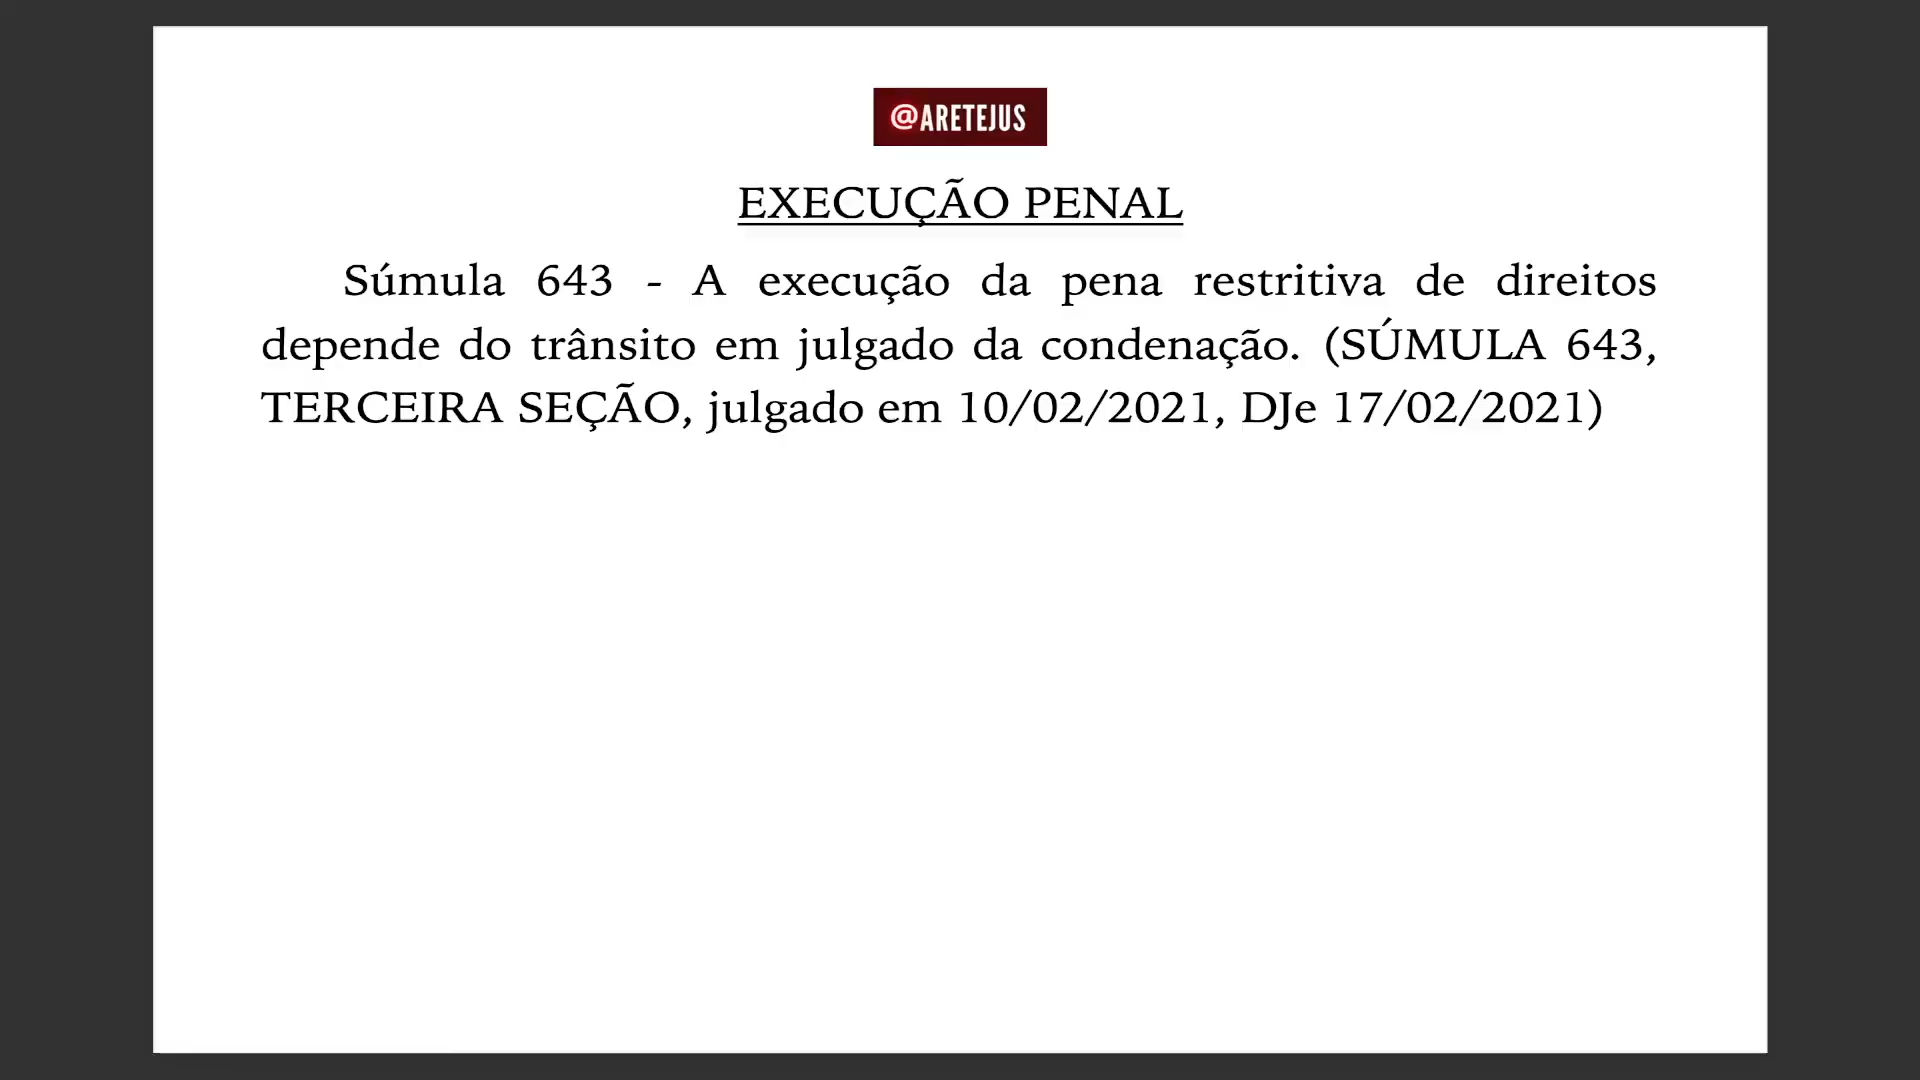 @ARETEJUS
EXECUÇÃO PENAL
Súmula 643 - A execução da pena restritiva de direitos
depende do trânsito em julgado da condenação. (SÚMULA 643,
TERCEIRA SEÇÃO, julgado em 10/02/2021, DJe 17/02/2021)